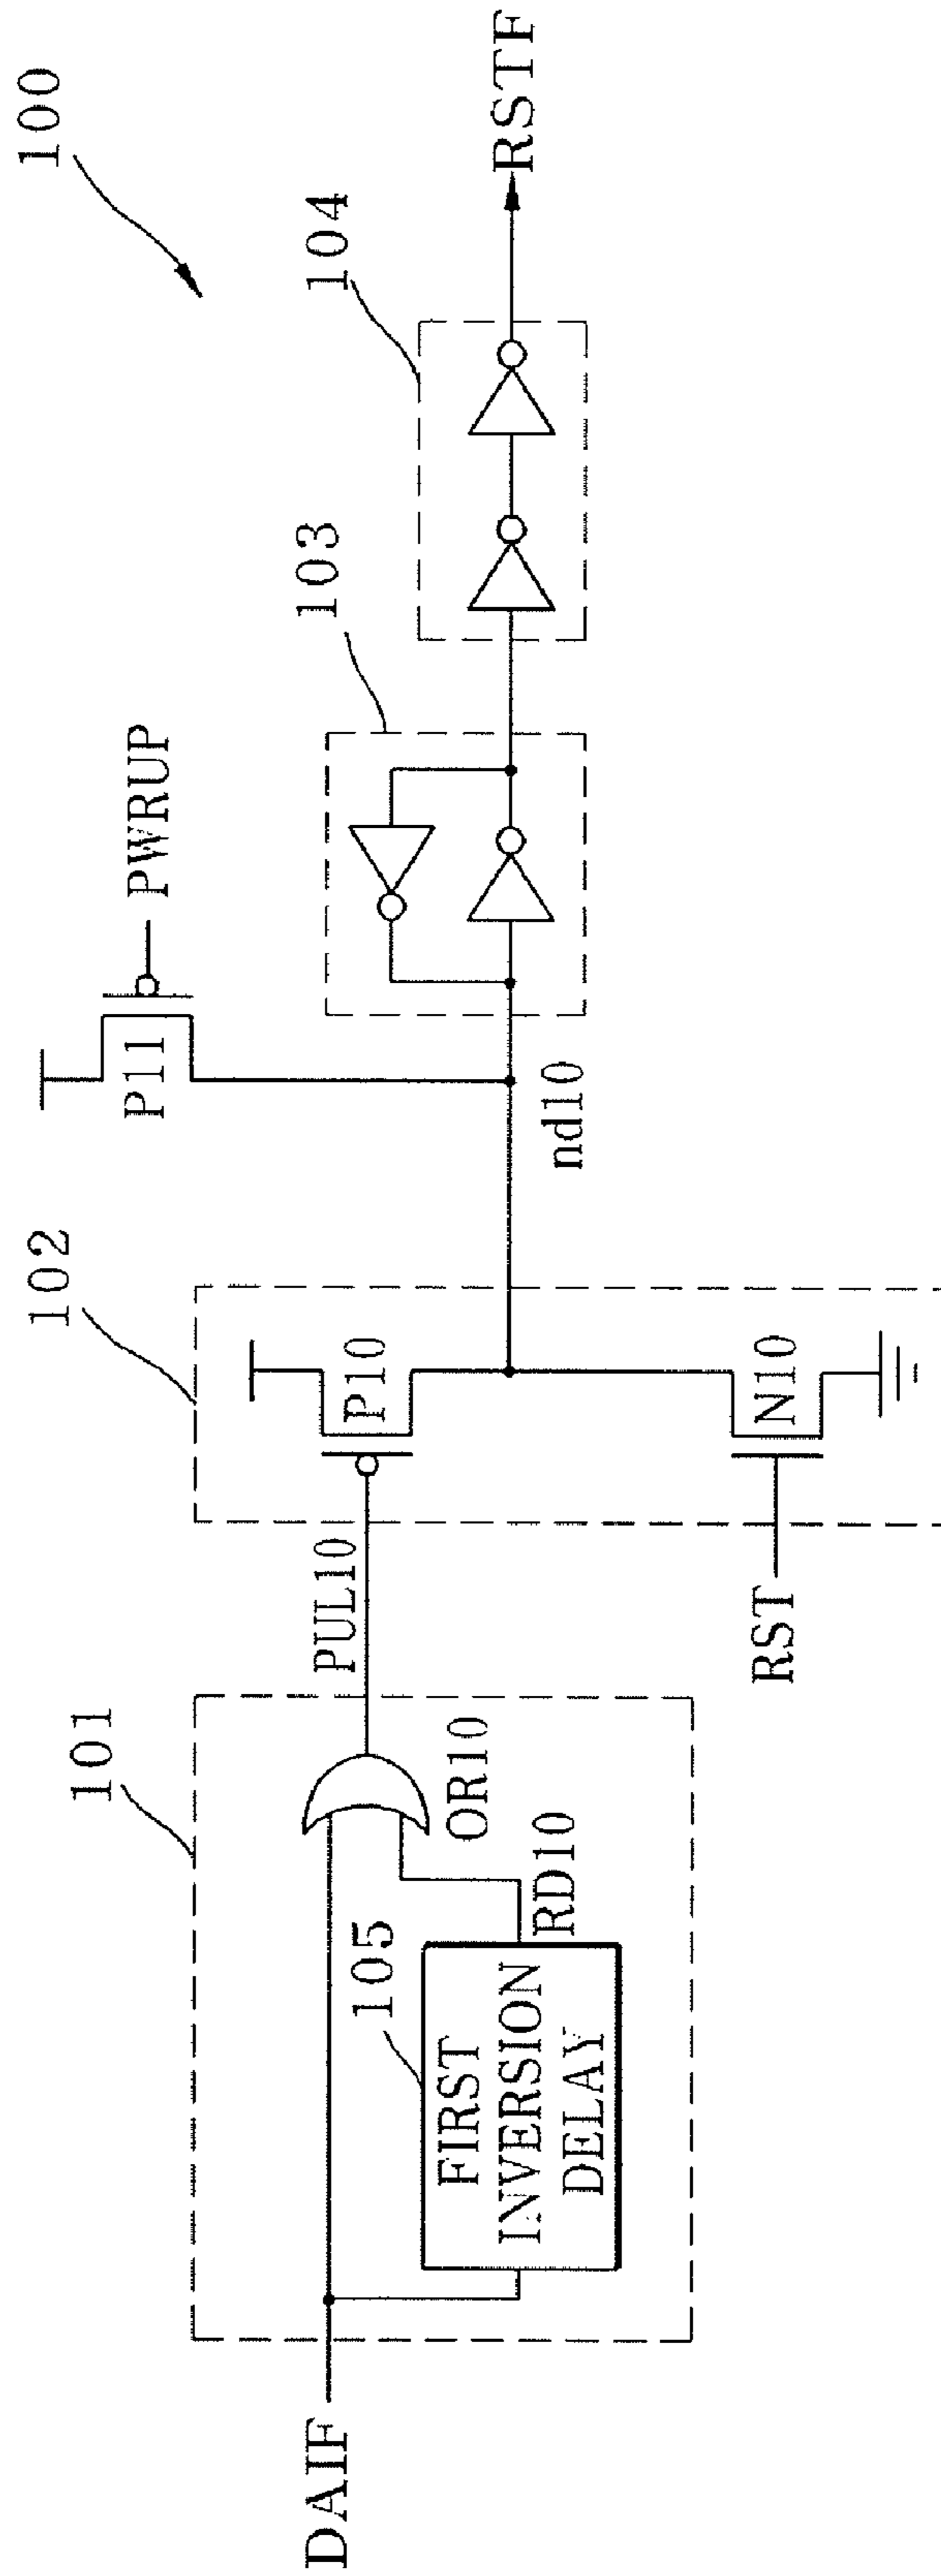 100
101
102
103
104
PWRUP
P11
P10
PUL10
105
FIRST
INVERSION
DELAY
OR10
RD10
DAIF
RSTF
nd10
N10
RST